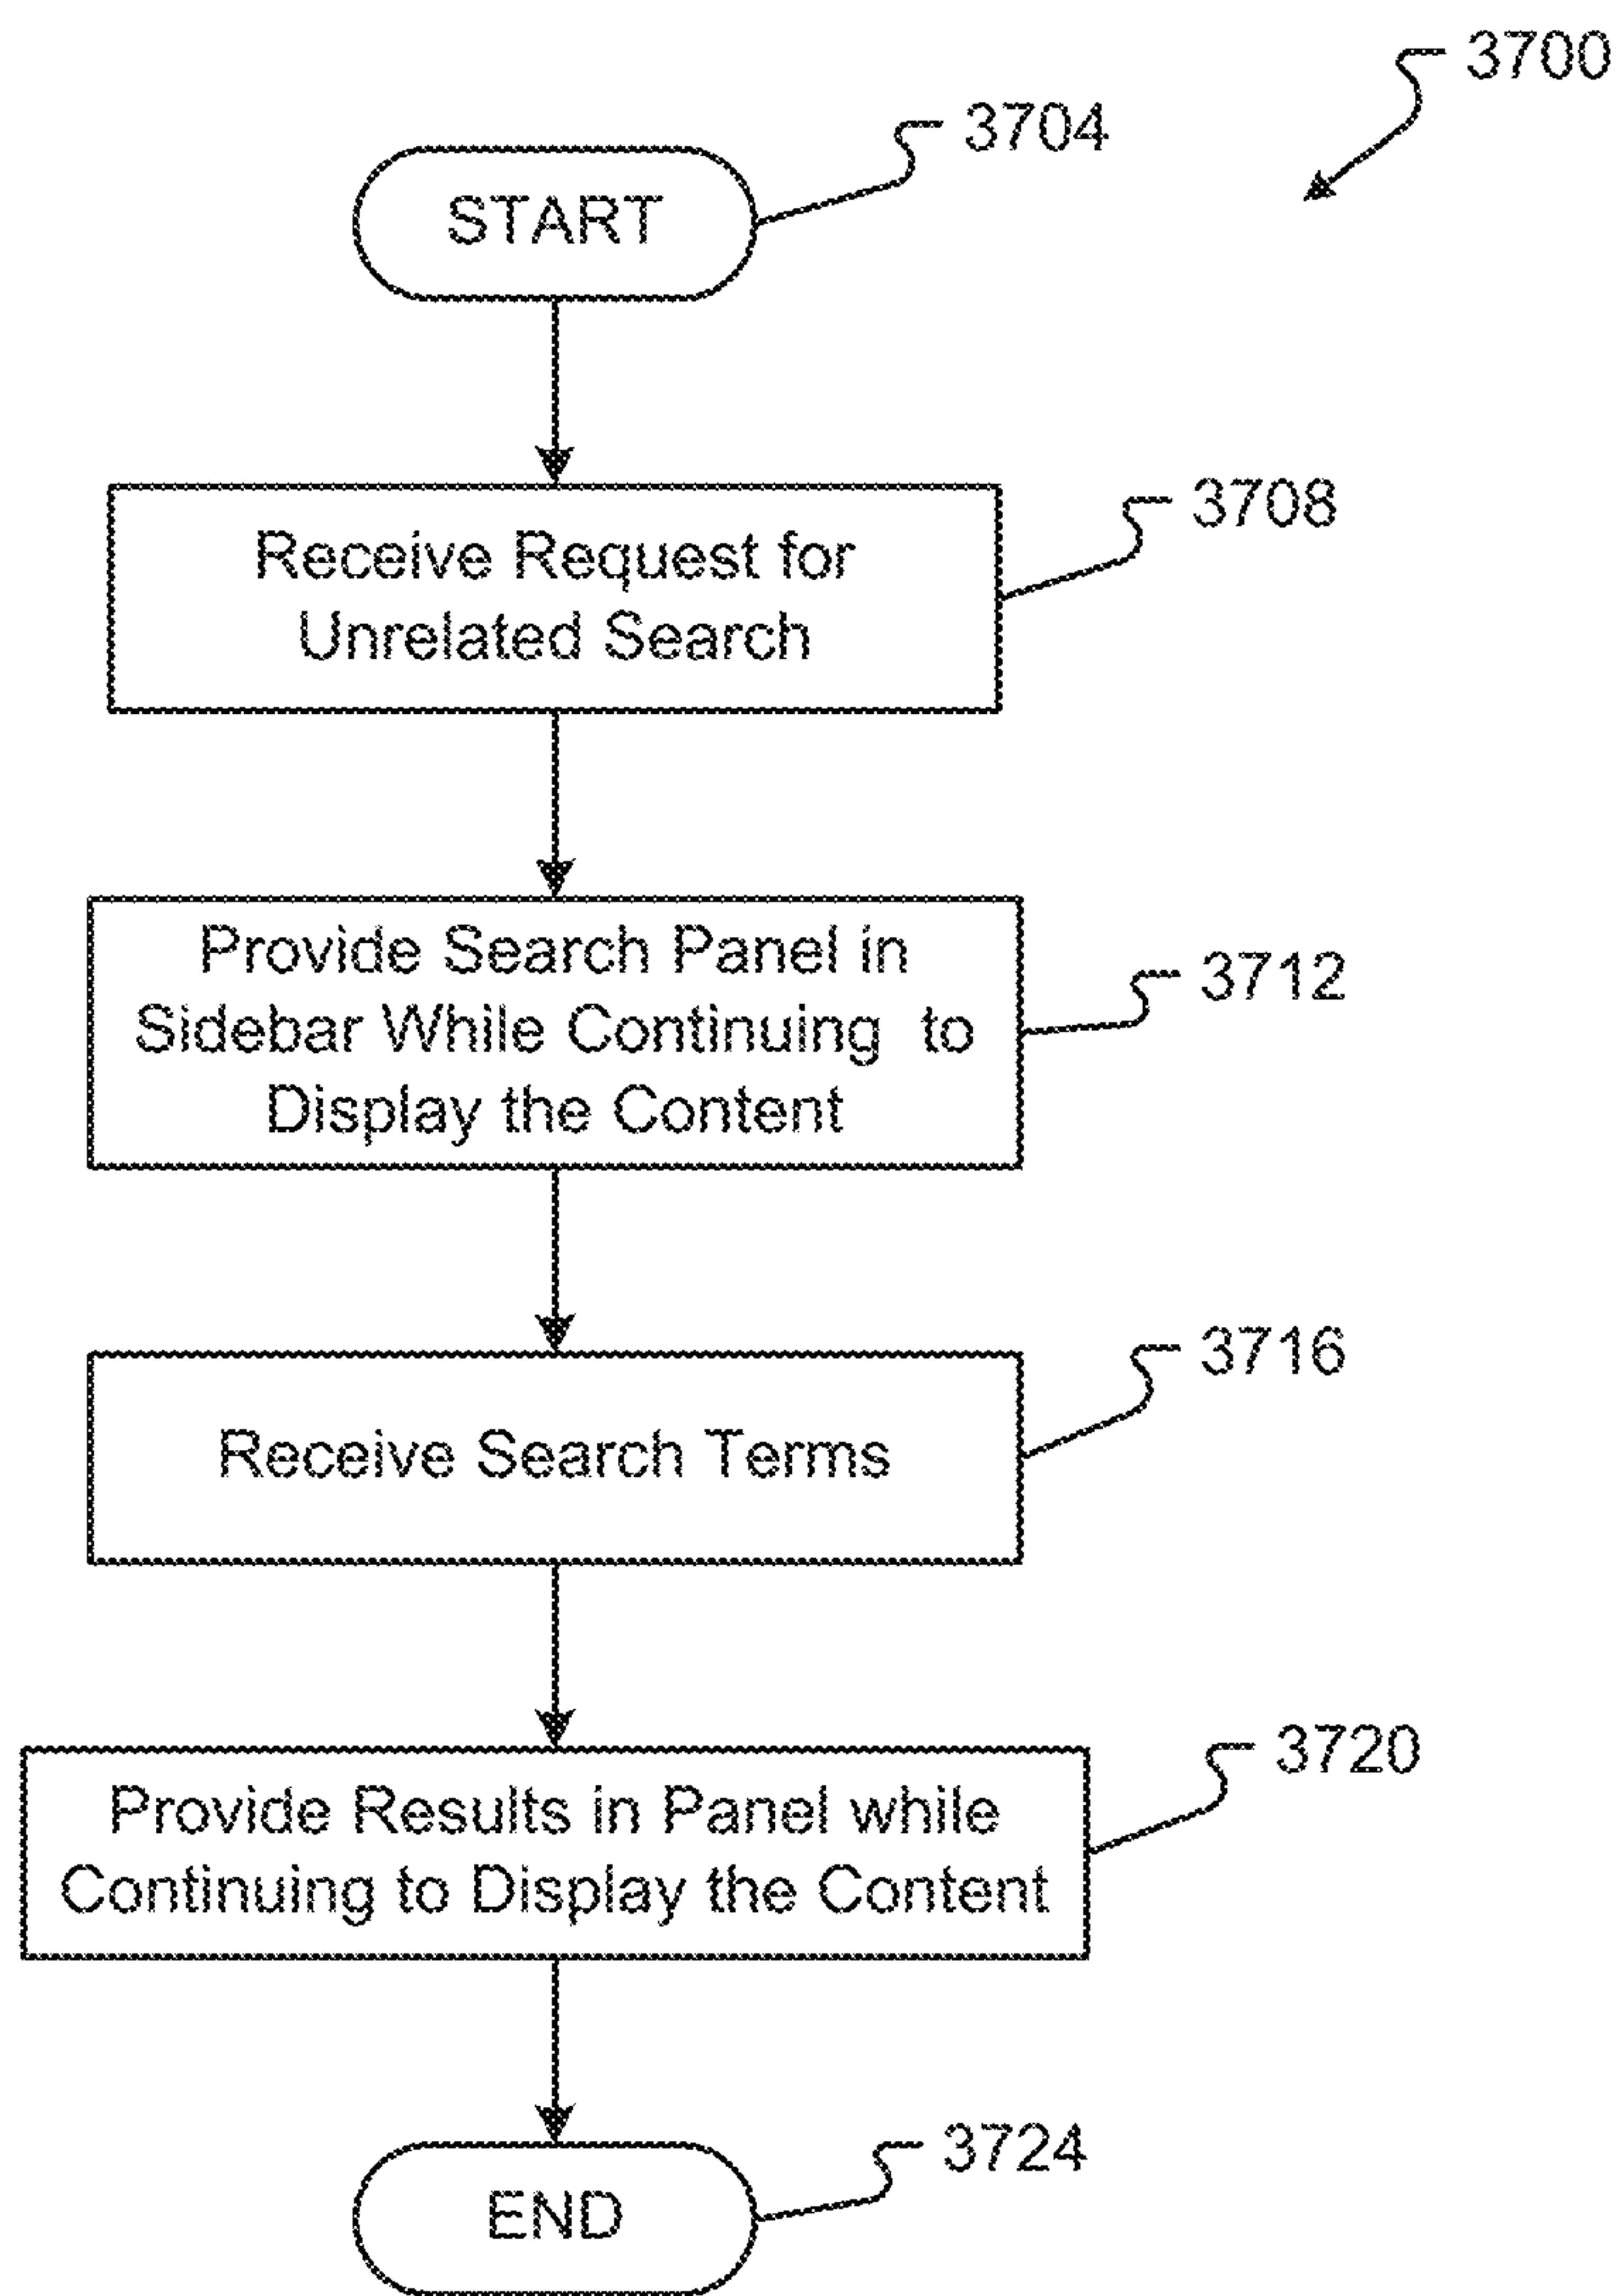 3700
3704
START
3708
Receive Request for
Unrelated Search
Provide Search Panel in
3712
Sidebar While Continuing to
Display the Content
3716
Receive Search Terms
3720
Provide Results in Panel while
Continuing to Display the Content
3724
END